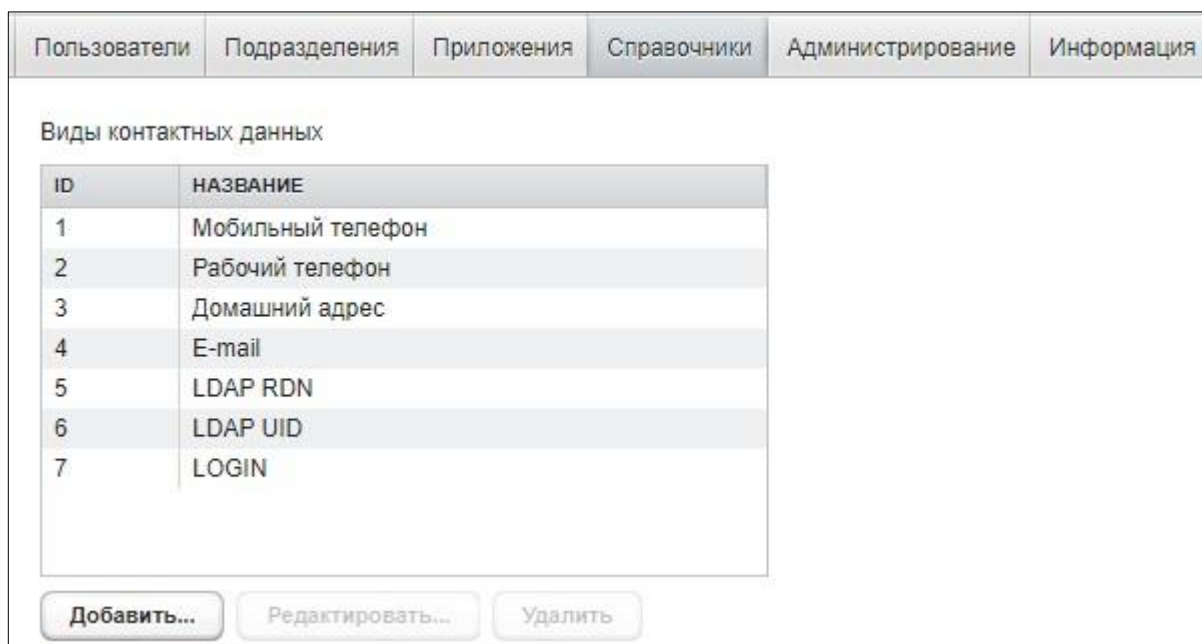 Пользователи Подразделения Приложения Справочники Администрирование Информация
Виды контактных данных
ID НАЗВАНИЕ
1 Мобильный телефон
2 Рабочий телефон
3 Домашний адрес
4 E-mail
5 LDAP RDN
6 LDAP UID
7 LOGIN
Добавить... Редактировать... Удалить